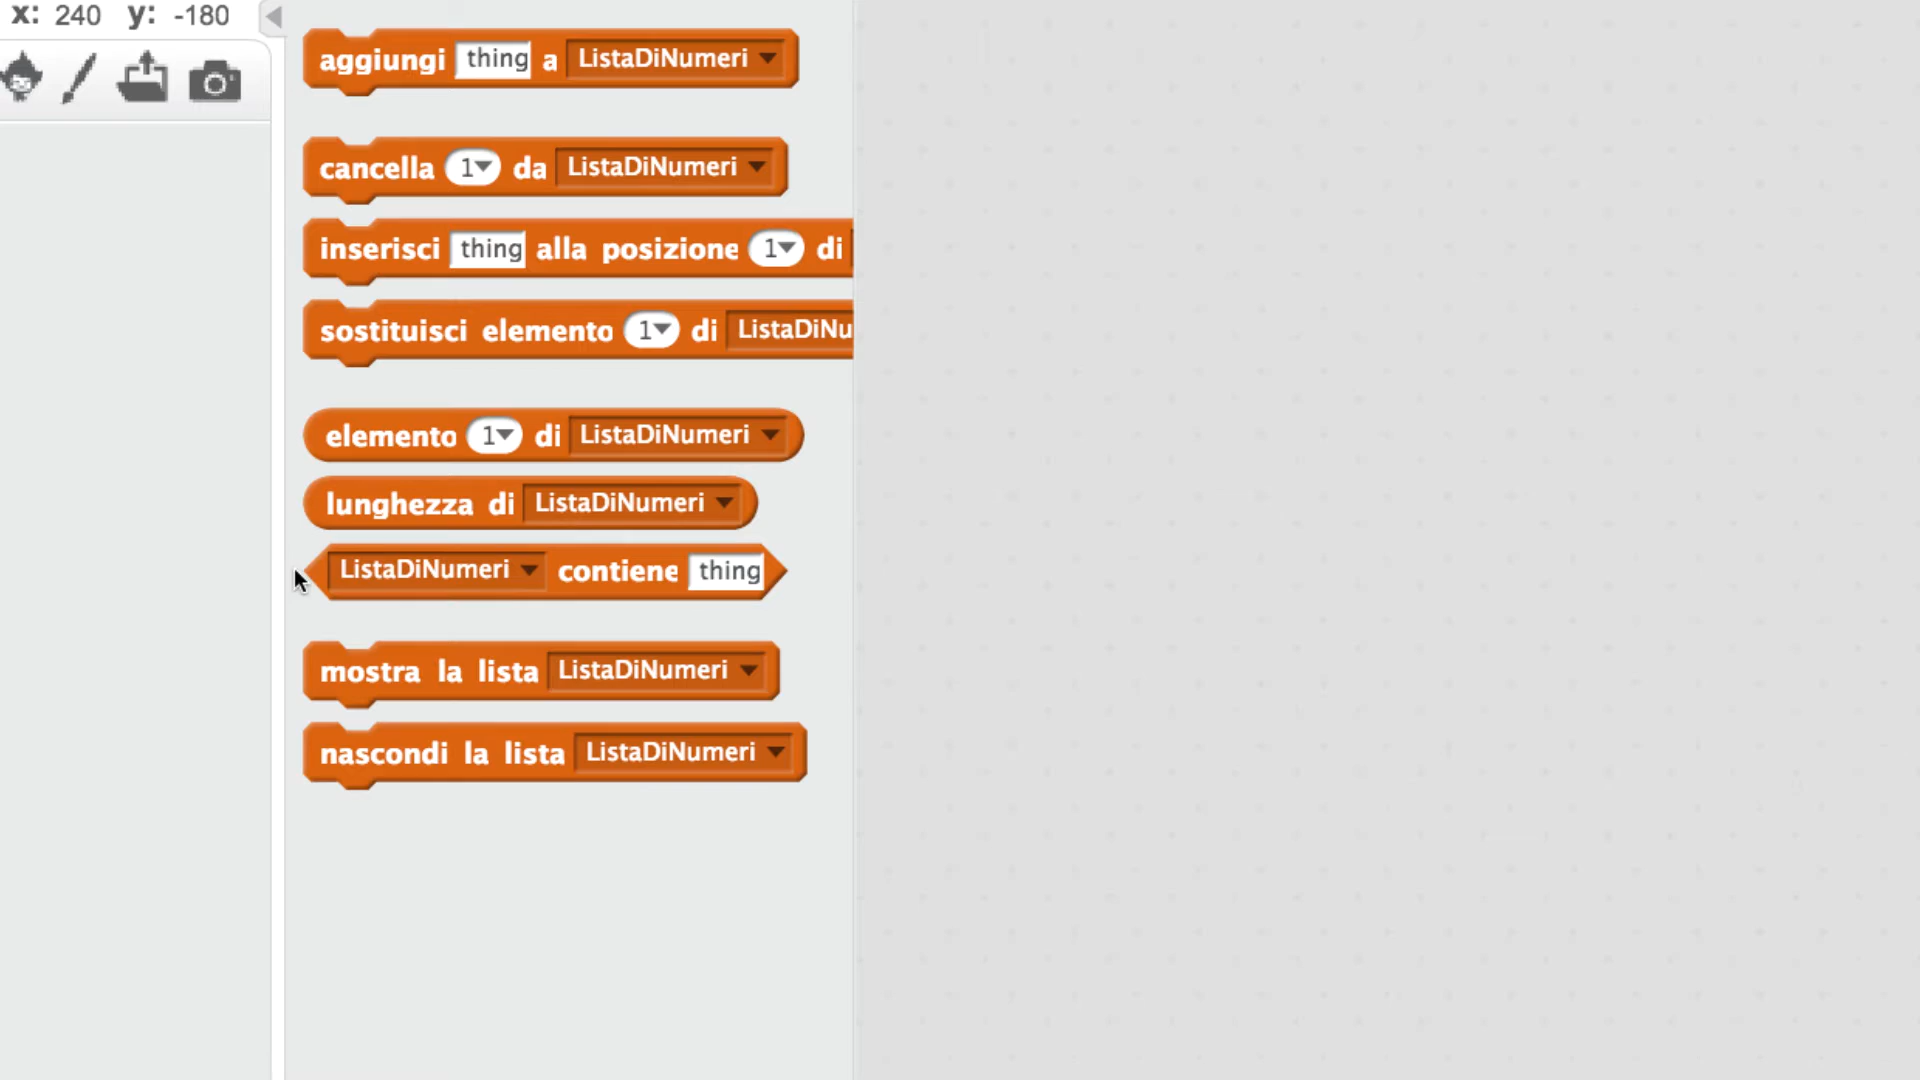 x: 240 y: -180
aggiungi thing a ListaDiNumeri
cancella 1 da ListaDiNumeri
inserisci thing alla posizione 1 di
sostituisci elemento 1 di ListaDiNu
elemento 1 di ListaDiNumeri
lunghezza di ListaDiNumeri
ListaDiNumeri contiene thing
mostra la lista ListaDiNumeri
nascondi la lista ListaDiNumeri